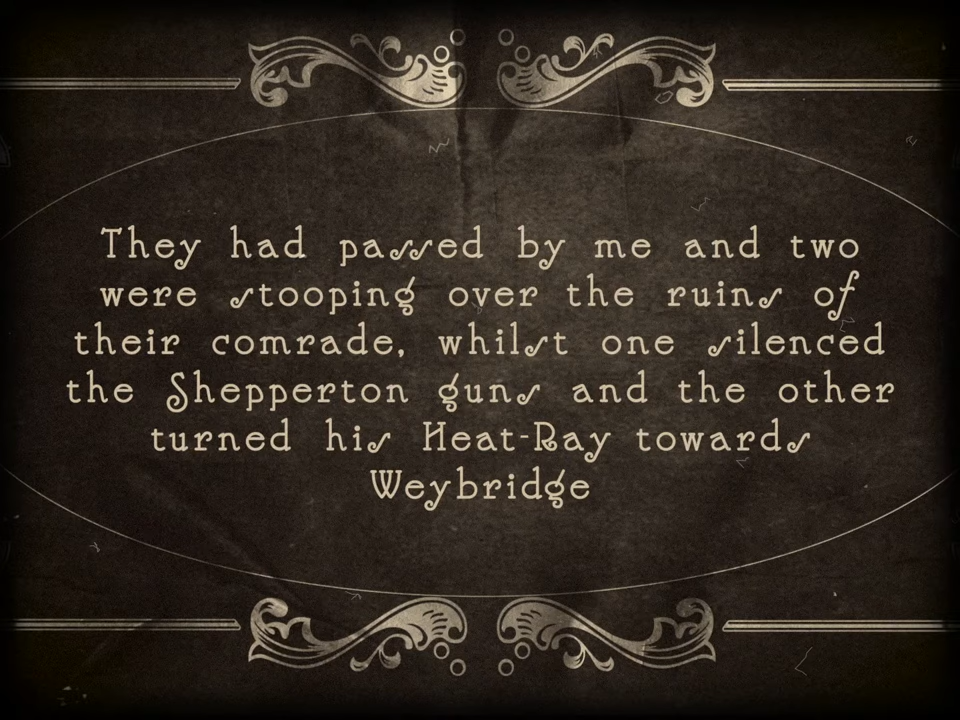 They had passed by me and two
were stooping over the ruins of
their comrade, whilst one silenced
the Shepperton guns and the other
turned his Heat-Ray towards
Weybridge